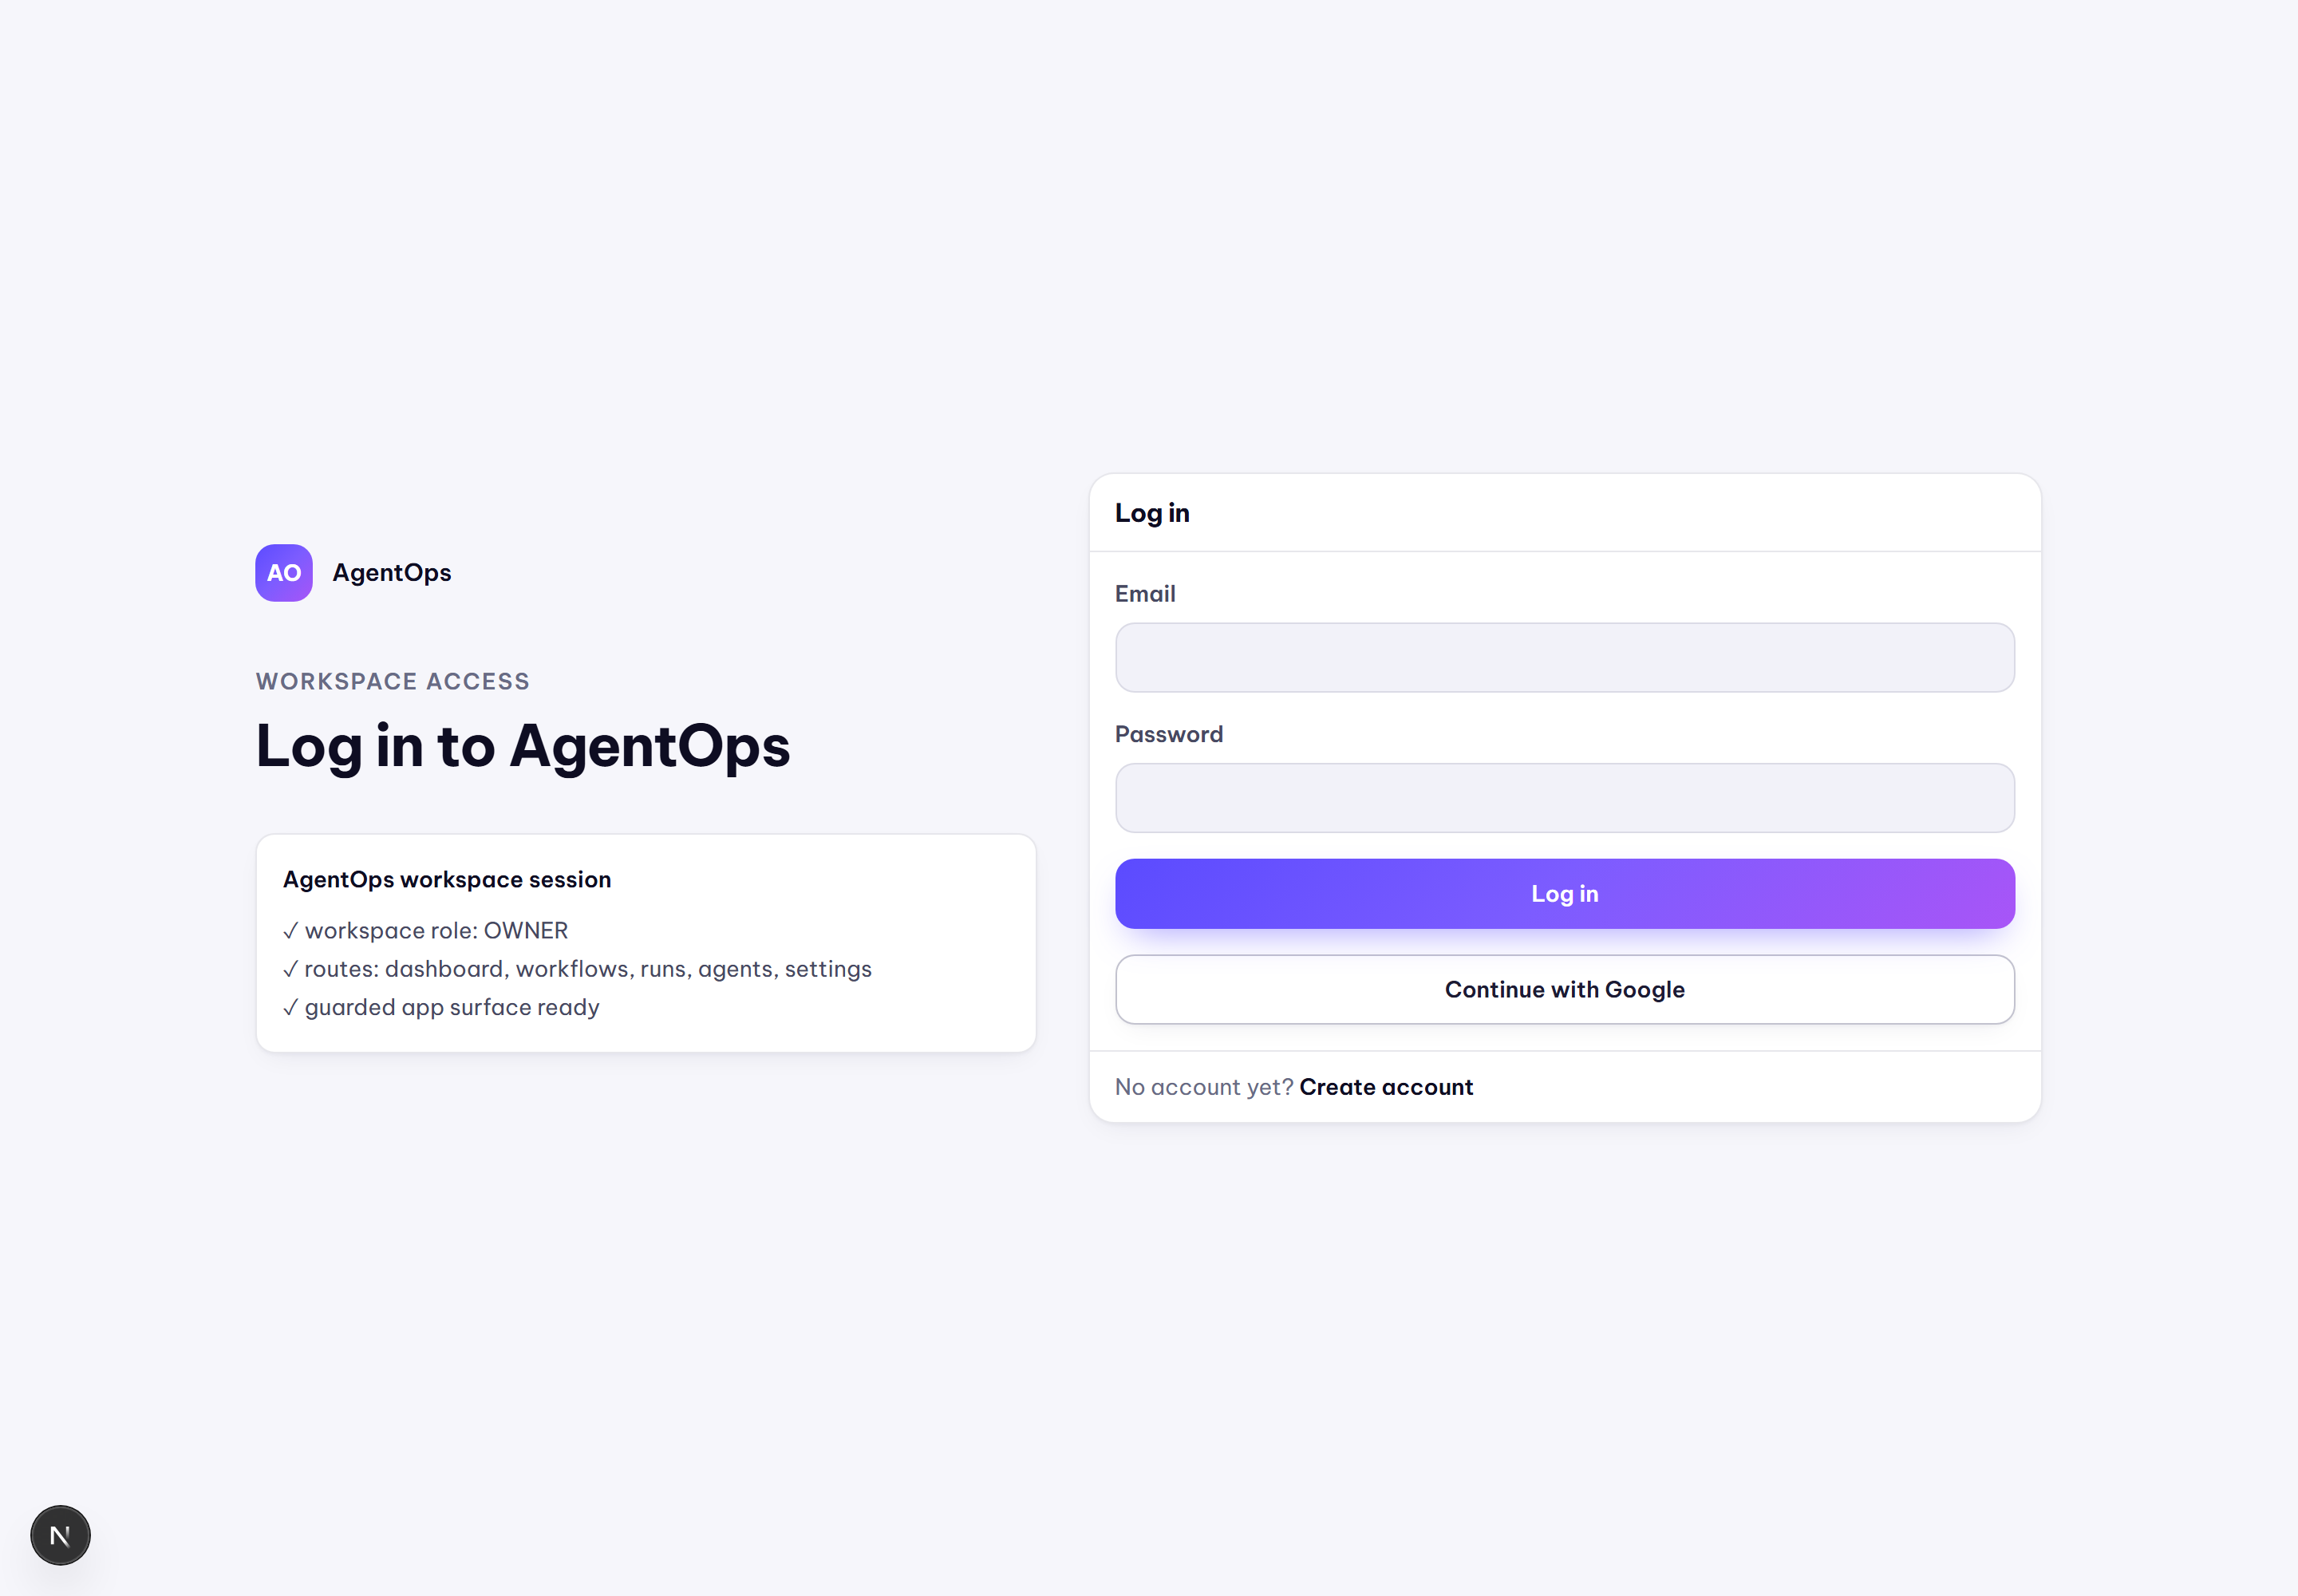 AO AgentOps
WORKSPACE ACCESS
Log in to AgentOps
AgentOps workspace session
✓ workspace role: OWNER
✓ routes: dashboard, workflows, runs, agents, settings
✓ guarded app surface ready
Log in
Email
Password
Log in
Continue with Google
No account yet? Create account
N